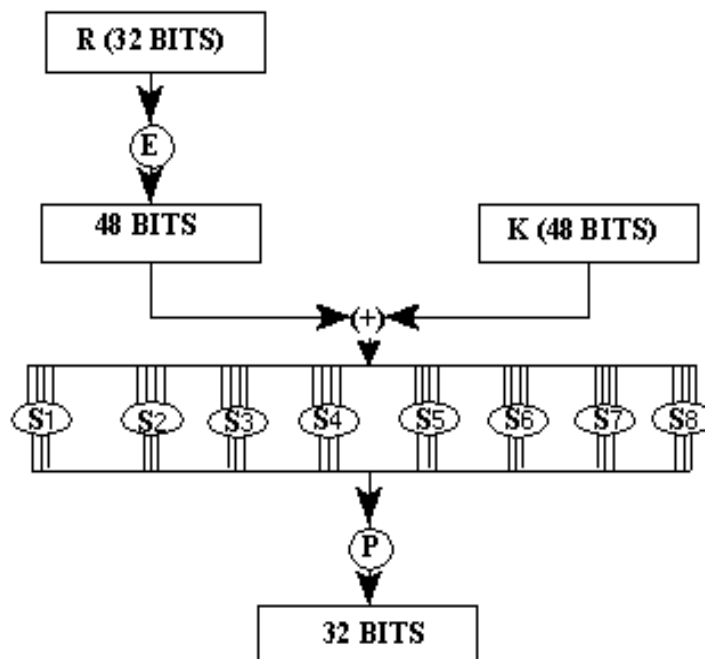 R (32 BITS)
E
48 BITS
K (48 BITS)
(+)
S1 S2 S3 S4 S5 S6 S7 S8
P
32 BITS